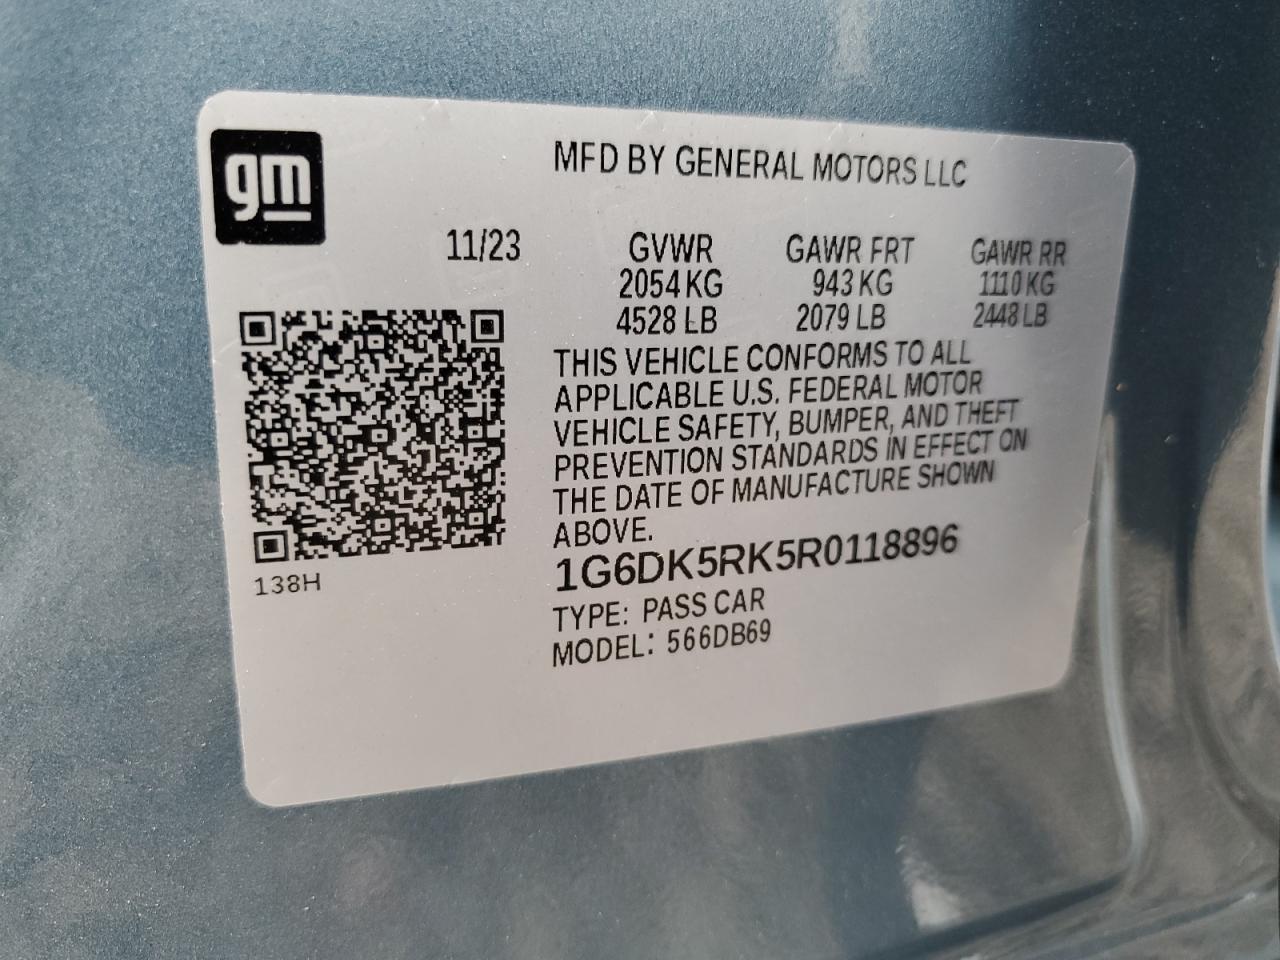 gm
MFD BY GENERAL MOTORS LLC
11/23 GVWR GAWR FRT GAWR RR
2054 KG 943 KG 1110 KG
4528 LB 2079 LB 2448 LB
THIS VEHICLE CONFORMS TO ALL
APPLICABLE U.S. FEDERAL MOTOR
VEHICLE SAFETY, BUMPER, AND THEFT
PREVENTION STANDARDS IN EFFECT ON
THE DATE OF MANUFACTURE SHOWN
ABOVE.
1G6DK5RK5R0118896
TYPE: PASS CAR
MODEL: 566DB69
138H